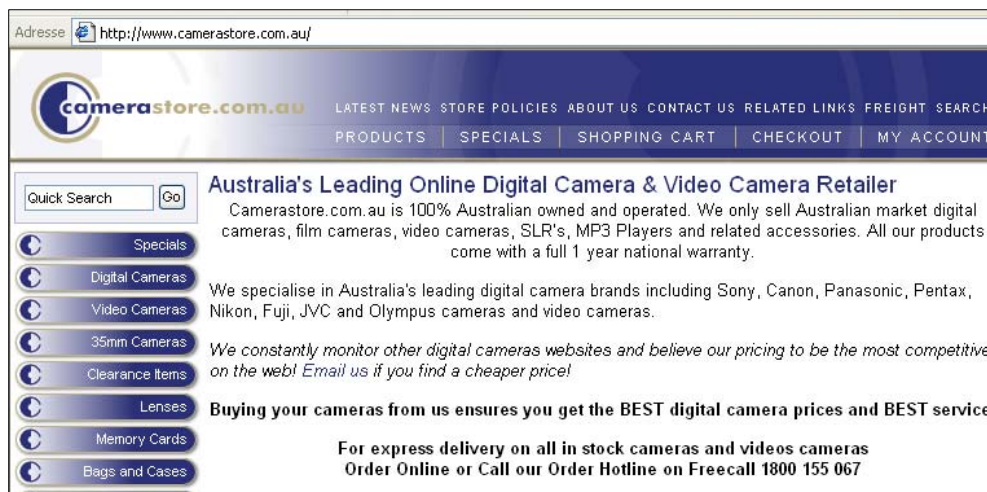 Adresse http://www.camerastore.com.au/
camerastore.com.au
LATEST NEWS STORE POLICIES ABOUT US CONTACT US RELATED LINKS FREIGHT SEARCH
PRODUCTS | SPECIALS | SHOPPING CART | CHECKOUT | MY ACCOUNT
Quick Search Go
Specials
Digital Cameras
Video Cameras
35mm Cameras
Clearance Items
Lenses
Memory Cards
Bags and Cases
Australia's Leading Online Digital Camera & Video Camera Retailer
Camerastore.com.au is 100% Australian owned and operated. We only sell Australian market digital
cameras, film cameras, video cameras, SLR's, MP3 Players and related accessories. All our products
come with a full 1 year national warranty.
We specialise in Australia's leading digital camera brands including Sony, Canon, Panasonic, Pentax,
Nikon, Fuji, JVC and Olympus cameras and video cameras.
We constantly monitor other digital cameras websites and believe our pricing to be the most competitive
on the web! Email us if you find a cheaper price!
Buying your cameras from us ensures you get the BEST digital camera prices and BEST service
For express delivery on all in stock cameras and videos cameras
Order Online or Call our Order Hotline on Freecall 1800 155 067